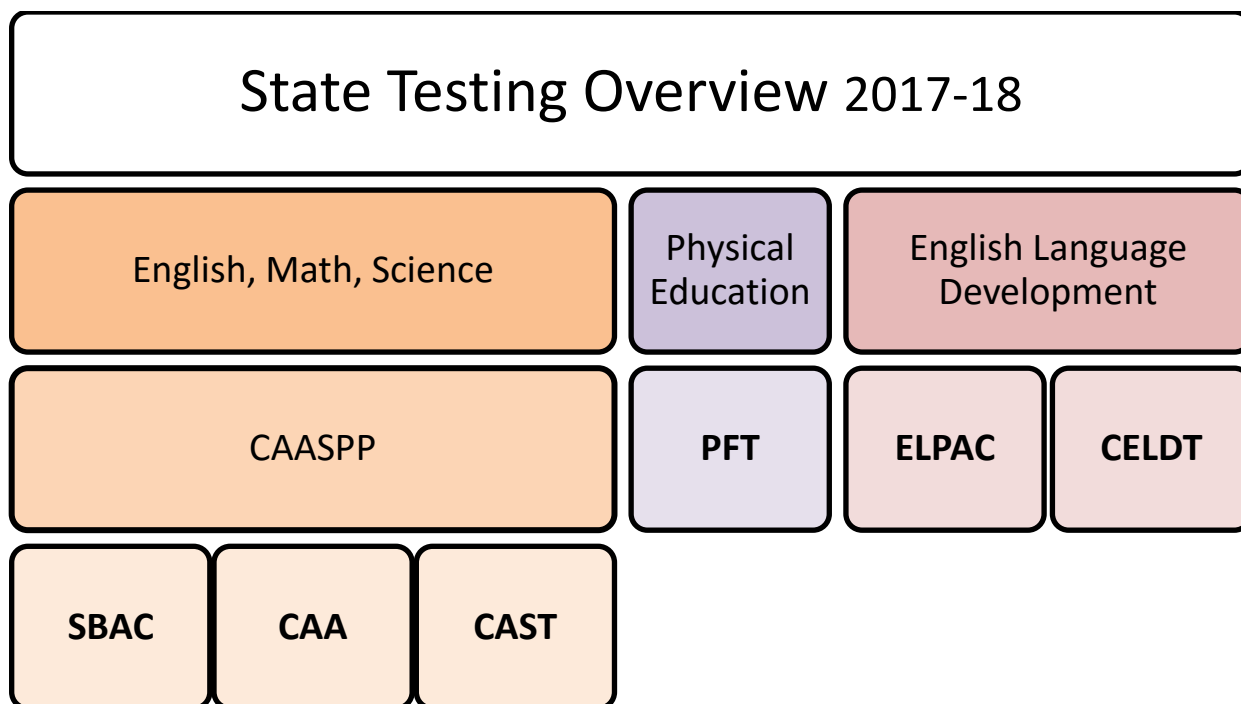 State Testing Overview 2017-18
English, Math, Science
Physical
Education
English Language
Development
CAASPP
PFT
ELPAC
CELDT
SBAC
CAA
CAST